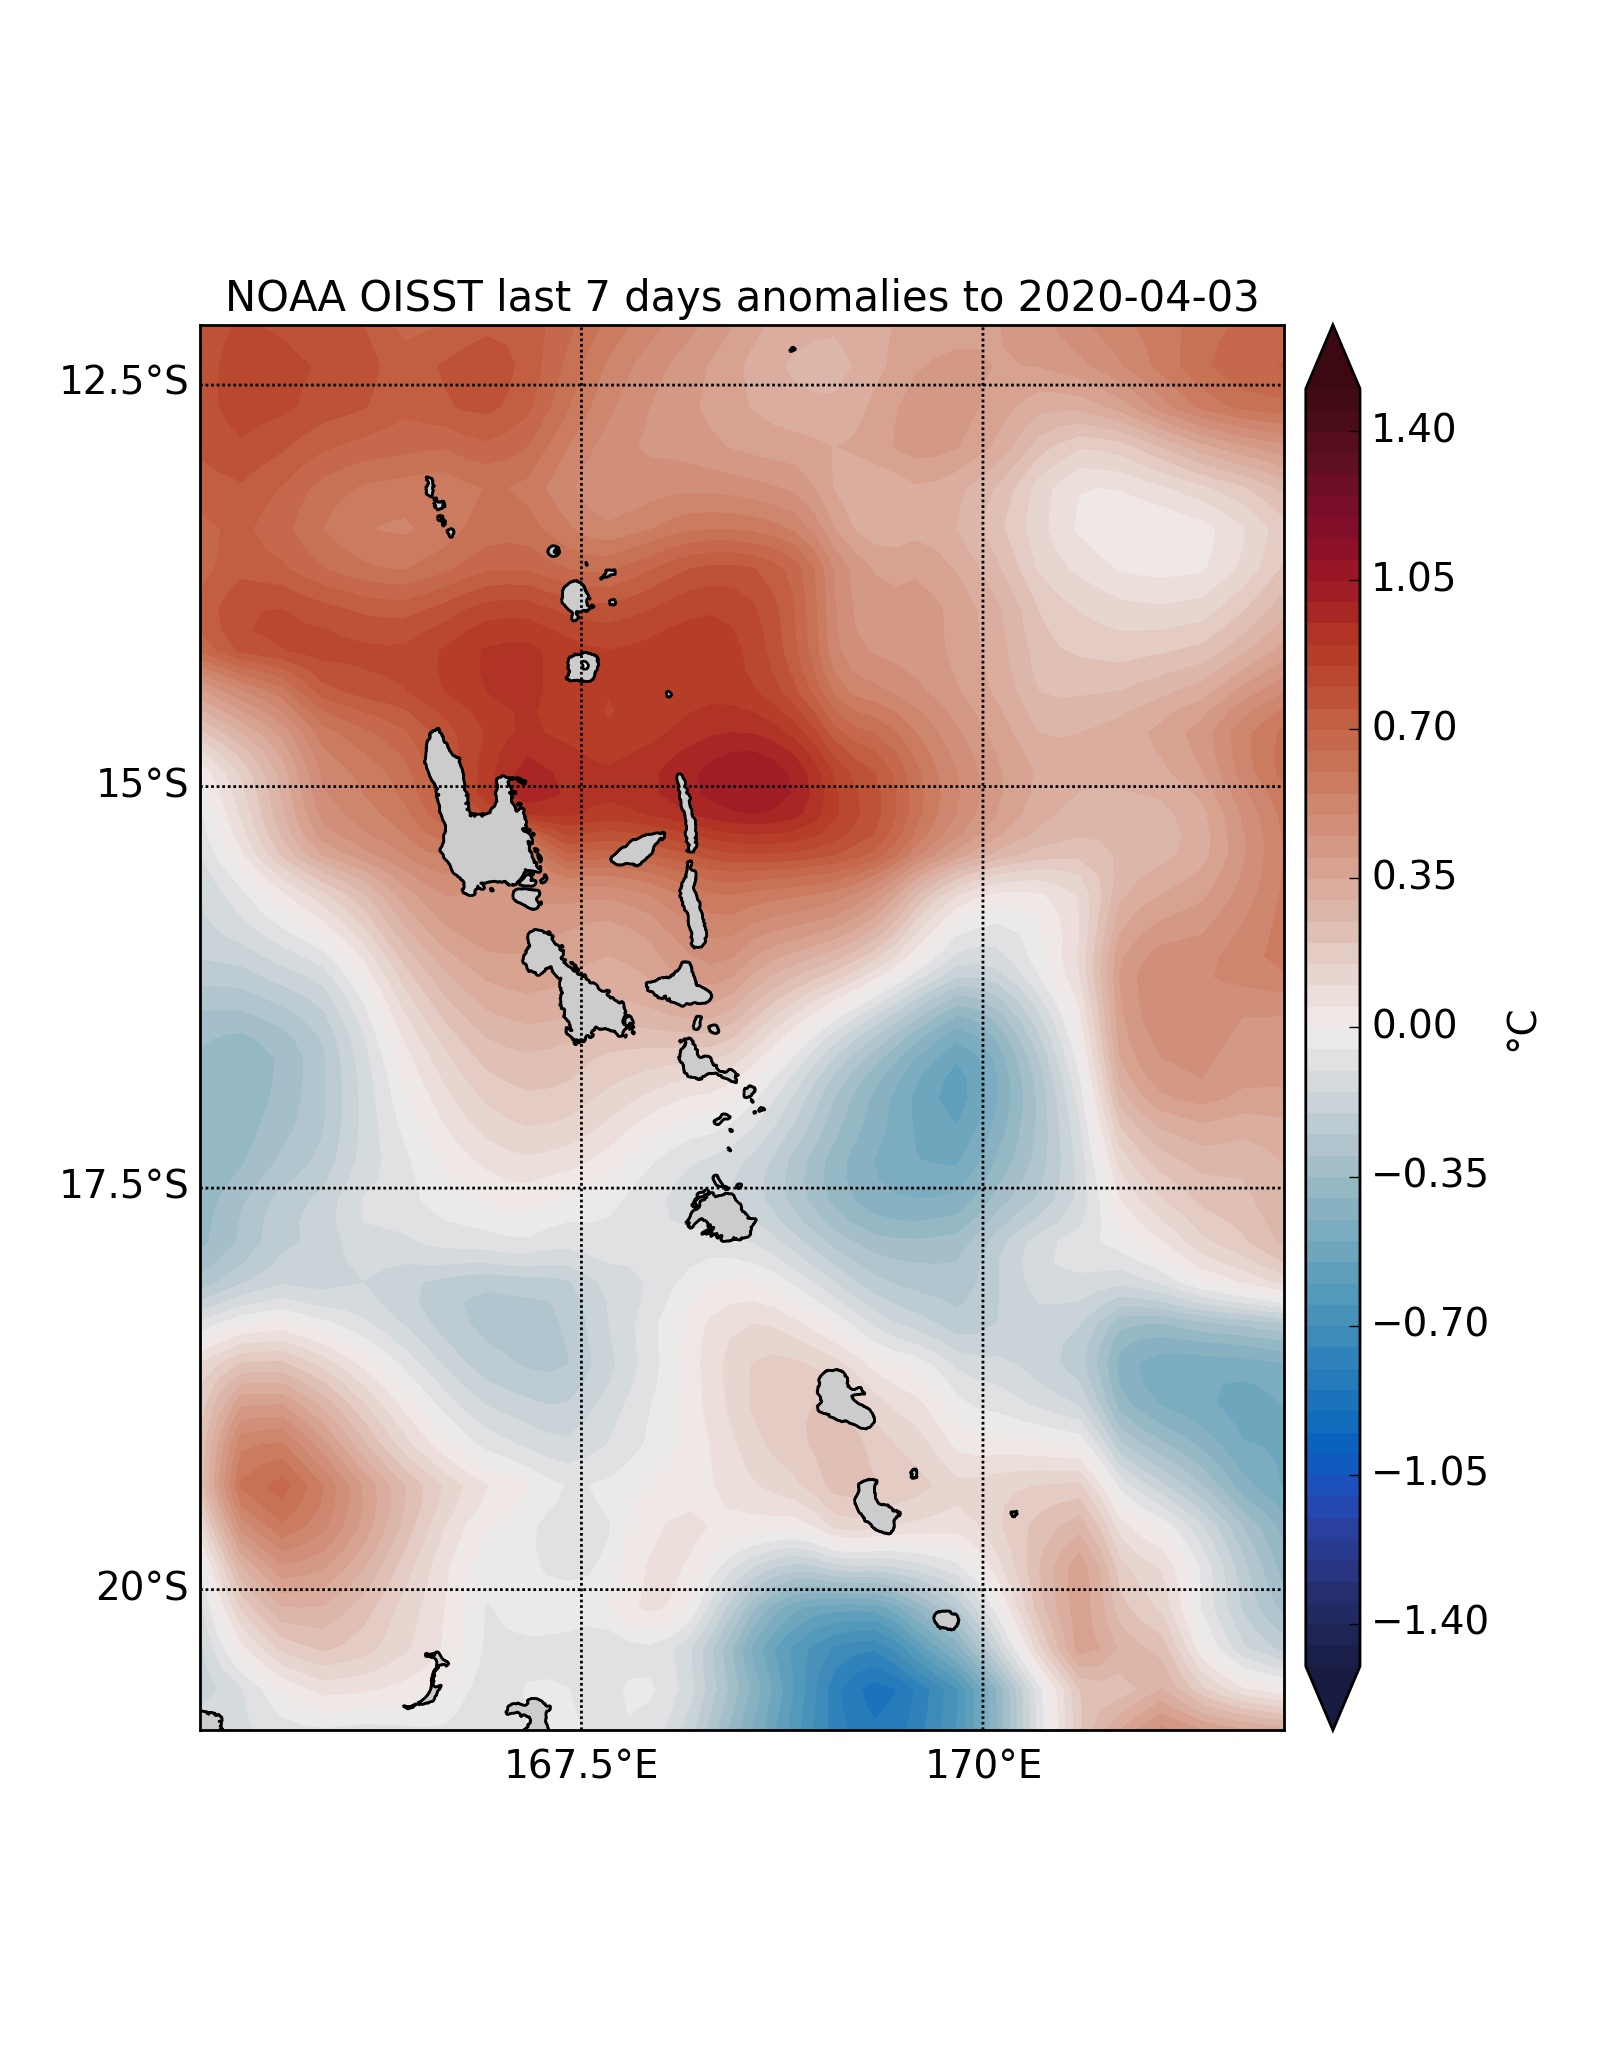 NOAA OISST last 7 days anomalies to 2020-04-03
12.5°S
15°S
17.5°S
20°S
167.5°E
170°E
1.40
1.05
0.70
0.35
0.00
−0.35
−0.70
−1.05
−1.40
°C